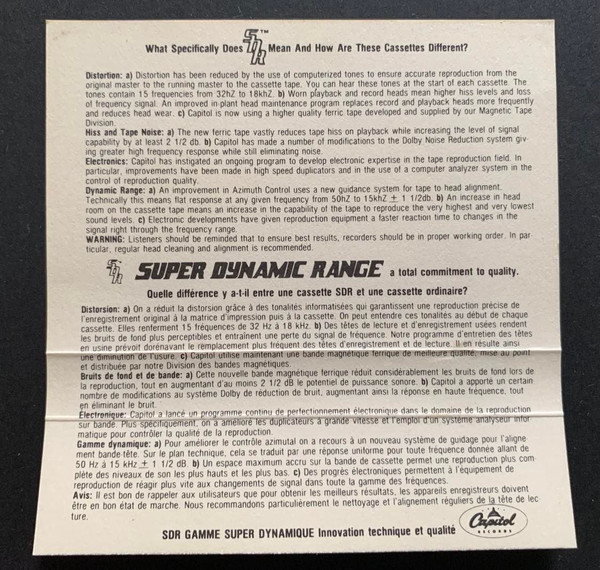 What Specifically Does SDR™ Mean And How Are These Cassettes Different?
Distortion: a) Distortion has been reduced by the use of computerized tones to ensure accurate reproduction from the
original master to the running master to the cassette tape. You can hear these tones at the start of each cassette. The
tones contain 15 frequencies from 32hZ to 18khZ. b) Worn playback and record heads mean higher hiss levels and loss
of frequency signal. An improved in-plant head maintenance program replaces record and playback heads more frequently
and reduces head wear. c) Capitol is now using a higher quality ferric tape developed and supplied by our Magnetic Tape
Division.
Hiss and Tape Noise: a) The new ferric tape vastly reduces tape hiss on playback while increasing the level of signal
capability by at least 2 1/2 db. b) Capitol has made a number of modifications to the Dolby Noise Reduction system giv-
ing greater high frequency response while still eliminating noise.
Electronics: Capitol has instigated an ongoing program to develop electronic expertise in the tape reproduction field. In
particular, improvements have been made in high speed duplicators and in the use of a computer analyzer system in the
control of reproduction quality.
Dynamic Range: a) An improvement in Azimuth Control uses a new guidance system for tape to head alignment.
Technically this means flat response at any given frequency from 50hZ to 15khZ ± 1 1/2db. b) An increase in head
room on the cassette tape means an increase in the capability of the tape to reproduce the very highest and very lowest
sound levels. c) Electronic developments have given reproduction equipment a faster reaction time to changes in the
signal right through the frequency range.
WARNING: Listeners should be reminded that to ensure best results, recorders should be in proper working order. In par
ticular, regular head cleaning and alignment is recommended.
SDR SUPER DYNAMIC RANGE a total commitment to quality.
Quelle différence y a-t-il entre une cassette SDR et une cassette ordinaire?
Distorsion: a) On a réduit la distorsion grâce à des tonalités informatisées qui garantissent une reproduction précise de
l'enregistrement original à la matrice d'impression puis à la cassette. On peut entendre ces tonalités au début de chaque
cassette. Elles renferment 15 fréquences de 32 Hz à 18 kHz. b) Des têtes de lecture et d'enregistrement usées rendent
les bruits de fond plus perceptibles et entraînent une perte du signal de fréquence. Notre programme d'entretien des têtes
en usine prévoit dorénavant le remplacement plus fréquent des têtes d'enregistrement et de lecture. Il en résulte ainsi
une diminution de l'usure. c) Capitol utilise maintenant une bande magnétique ferrique de meilleure qualité, mise au point
et distribuée par notre Division des bandes magnétiques.
Bruits de fond et de bande: a) Cette nouvelle bande magnétique ferrique réduit considérablement les bruits de fond lors de
la reproduction, tout en augmentant d'au moins 2 1/2 dB le potentiel de puissance sonore. b) Capitol a apporté un certain
nombre de modifications au système Dolby de réduction de bruit, augmentant ainsi la réponse en haute fréquence, tout
en éliminant le bruit.
Électronique: Capitol a lancé un programme continu de perfectionnement électronique dans le domaine de la reproduction
sur bande. Plus spécifiquement, on a amélioré les duplicateurs à grande vitesse et l'emploi d'un système analyseur infor
matique pour contrôler la qualité de la reproduction.
Gamme dynamique: a) Pour améliorer le contrôle azimutal on a recours à un nouveau système de guidage pour l'aligne
ment bande-tête. Sur le plan technique, cela se traduit par une réponse uniforme pour toute fréquence donnée allant de
50 Hz à 15 kHz ± 1 1/2 dB. b) Un espace maximum accru sur la bande de cassette permet une reproduction plus com-
plète des niveaux de son les plus hauts et les plus bas. c) Des progrès électroniques permettent à l'équipement de
reproduction de réagir plus vite aux changements de signal dans toute la gamme des fréquences.
Avis: Il est bon de rappeler aux utilisateurs que pour obtenir les meilleurs résultats, les appareils enregistreurs doivent
être en bon état de marche. Nous recommandons particulièrement le nettoyage et l'alignement réguliers de la tête de lec
ture.
SDR GAMME SUPER DYNAMIQUE Innovation technique et qualité
Capitol
RECORDS